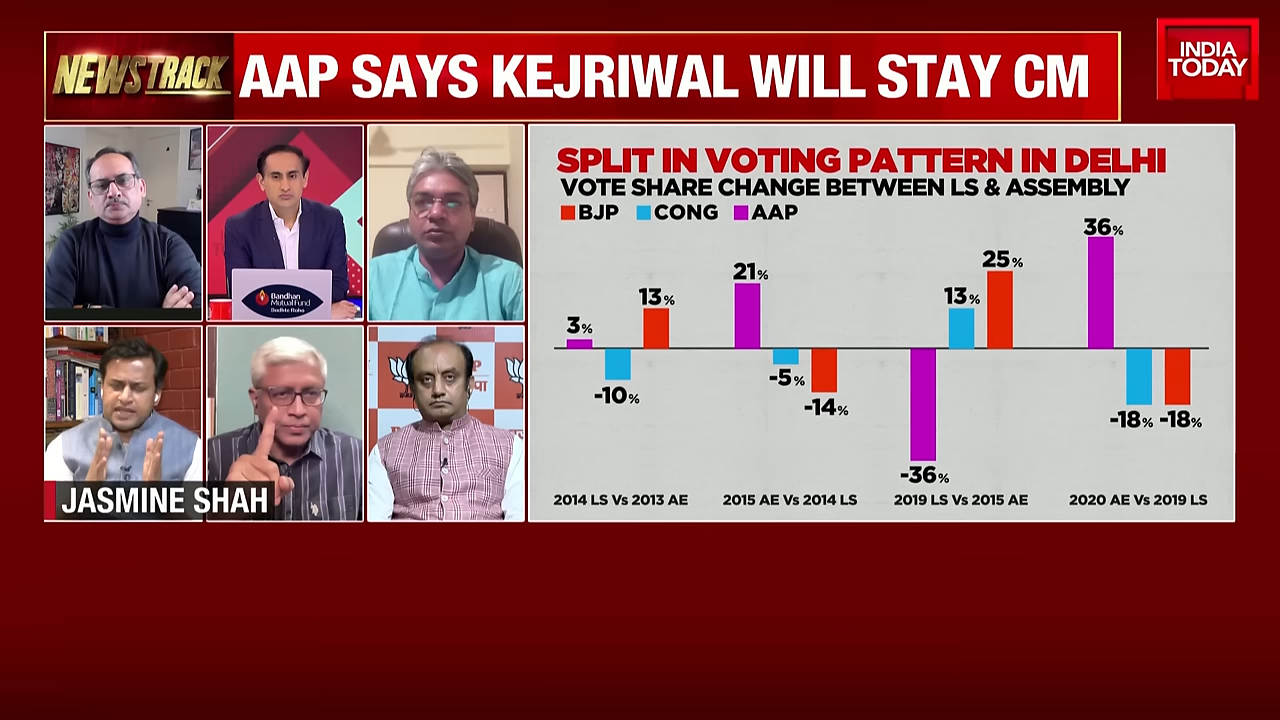 NEWSTRACK
AAP SAYS KEJRIWAL WILL STAY CM
INDIA
TODAY
Bandhan
Mutual Fund
Badhte Raho
JASMINE SHAH
SPLIT IN VOTING PATTERN IN DELHI
VOTE SHARE CHANGE BETWEEN LS & ASSEMBLY
BJP CONG AAP
3% -10% 13%
21% -5% -14%
-36% 13% 25%
36% -18% -18%
2014 LS Vs 2013 AE
2015 AE Vs 2014 LS
2019 LS Vs 2015 AE
2020 AE Vs 2019 LS